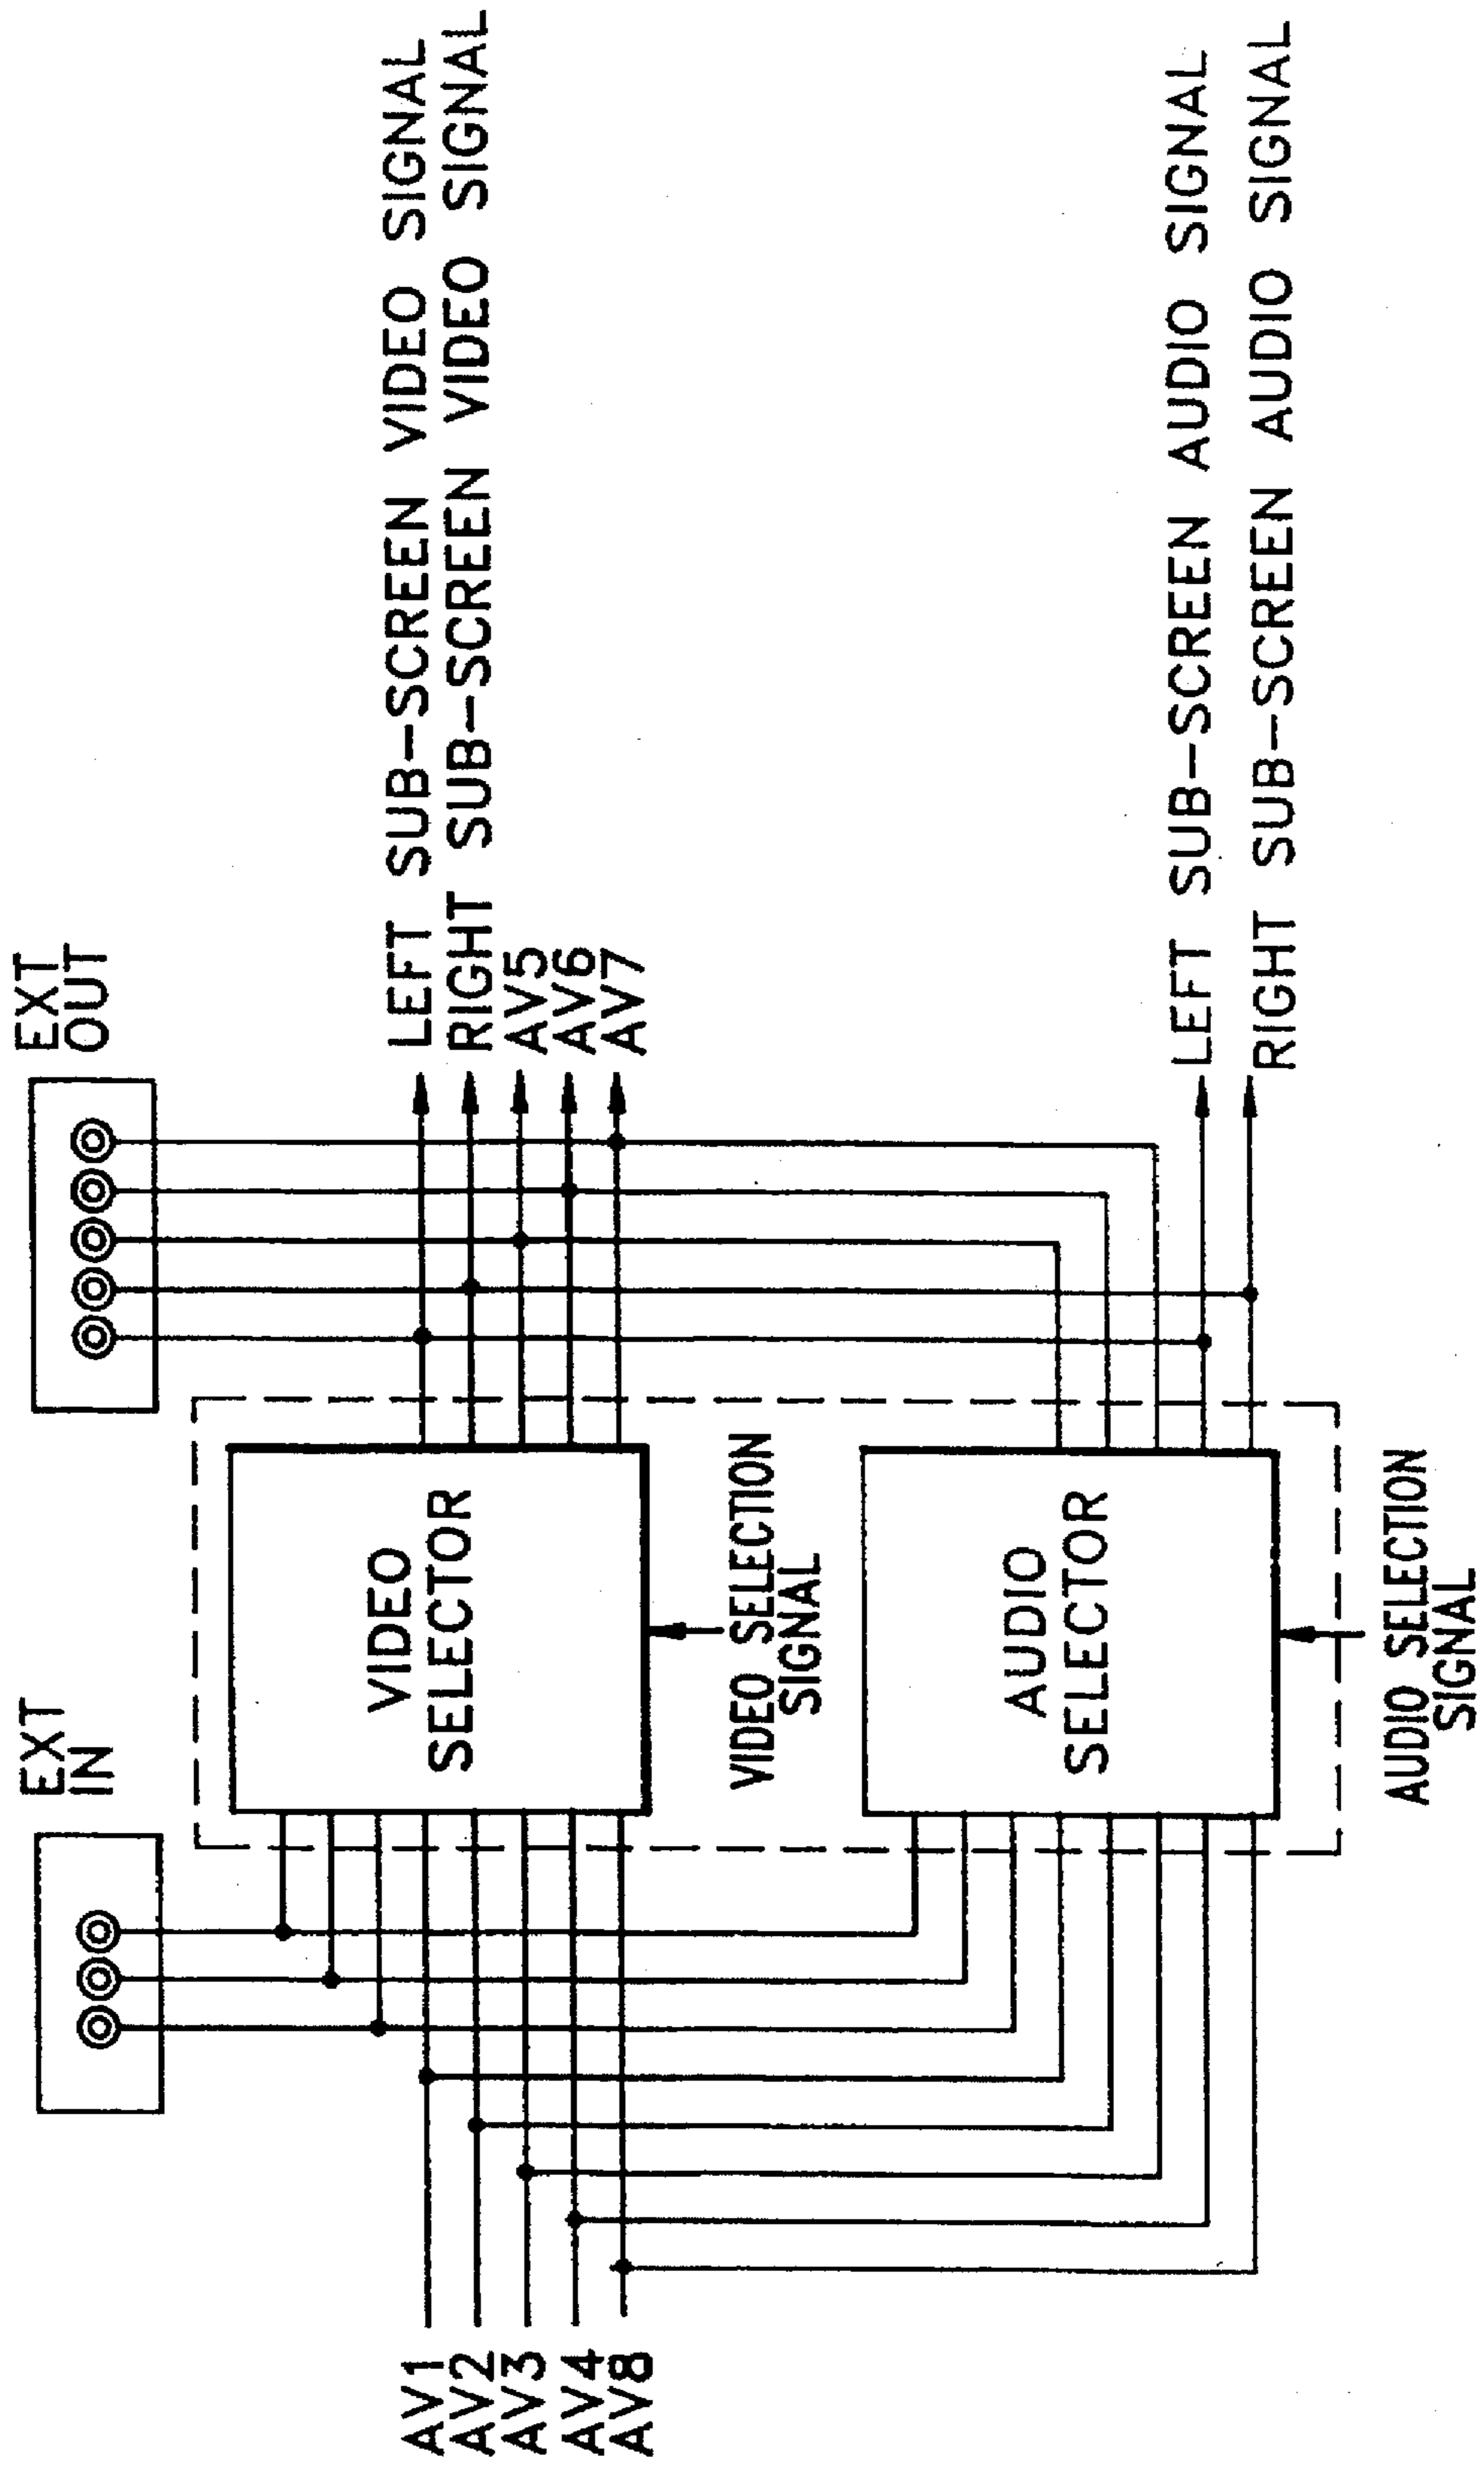 EXT
IN
EXT
OUT
VIDEO
SELECTOR
VIDEO SELECTION
SIGNAL
AUDIO
SELECTOR
AUDIO SELECTION
SIGNAL
AV1
AV2
AV3
AV4
AV8
LEFT SUB-SCREEN VIDEO SIGNAL
RIGHT SUB-SCREEN VIDEO SIGNAL
AV5
AV6
AV7
LEFT SUB-SCREEN AUDIO SIGNAL
RIGHT SUB-SCREEN AUDIO SIGNAL